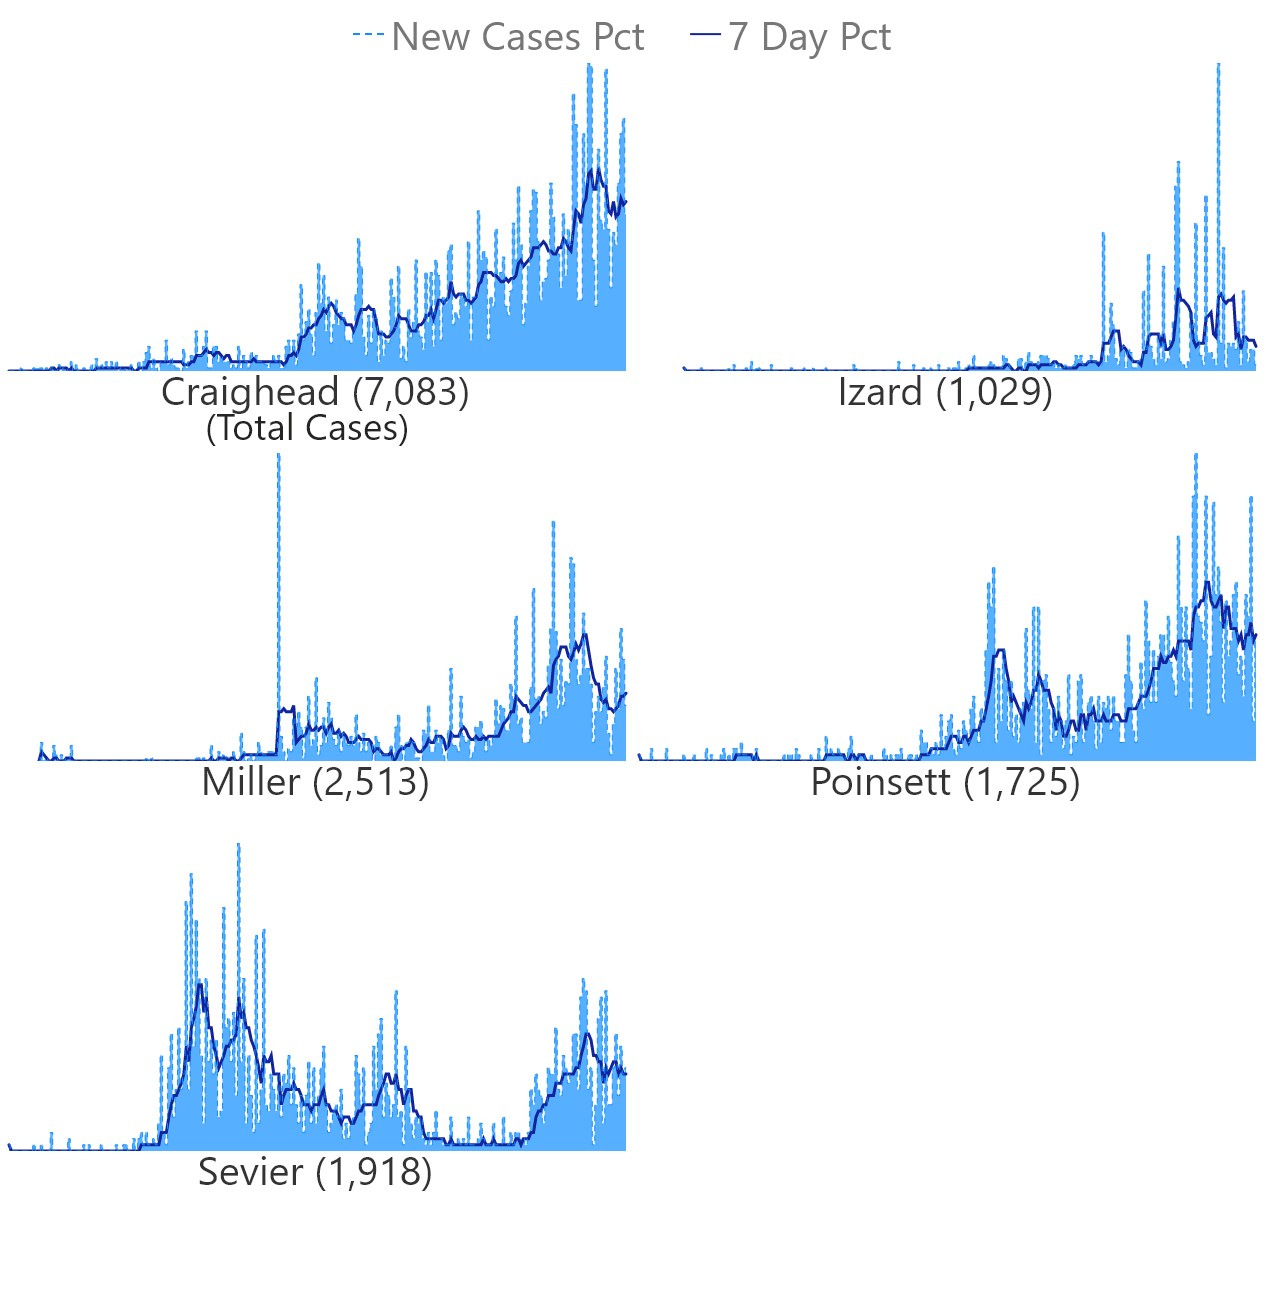 New Cases Pct 7 Day Pct
Craighead (7,083)
(Total Cases)
Izard (1,029)
Miller (2,513)
Poinsett (1,725)
Sevier (1,918)